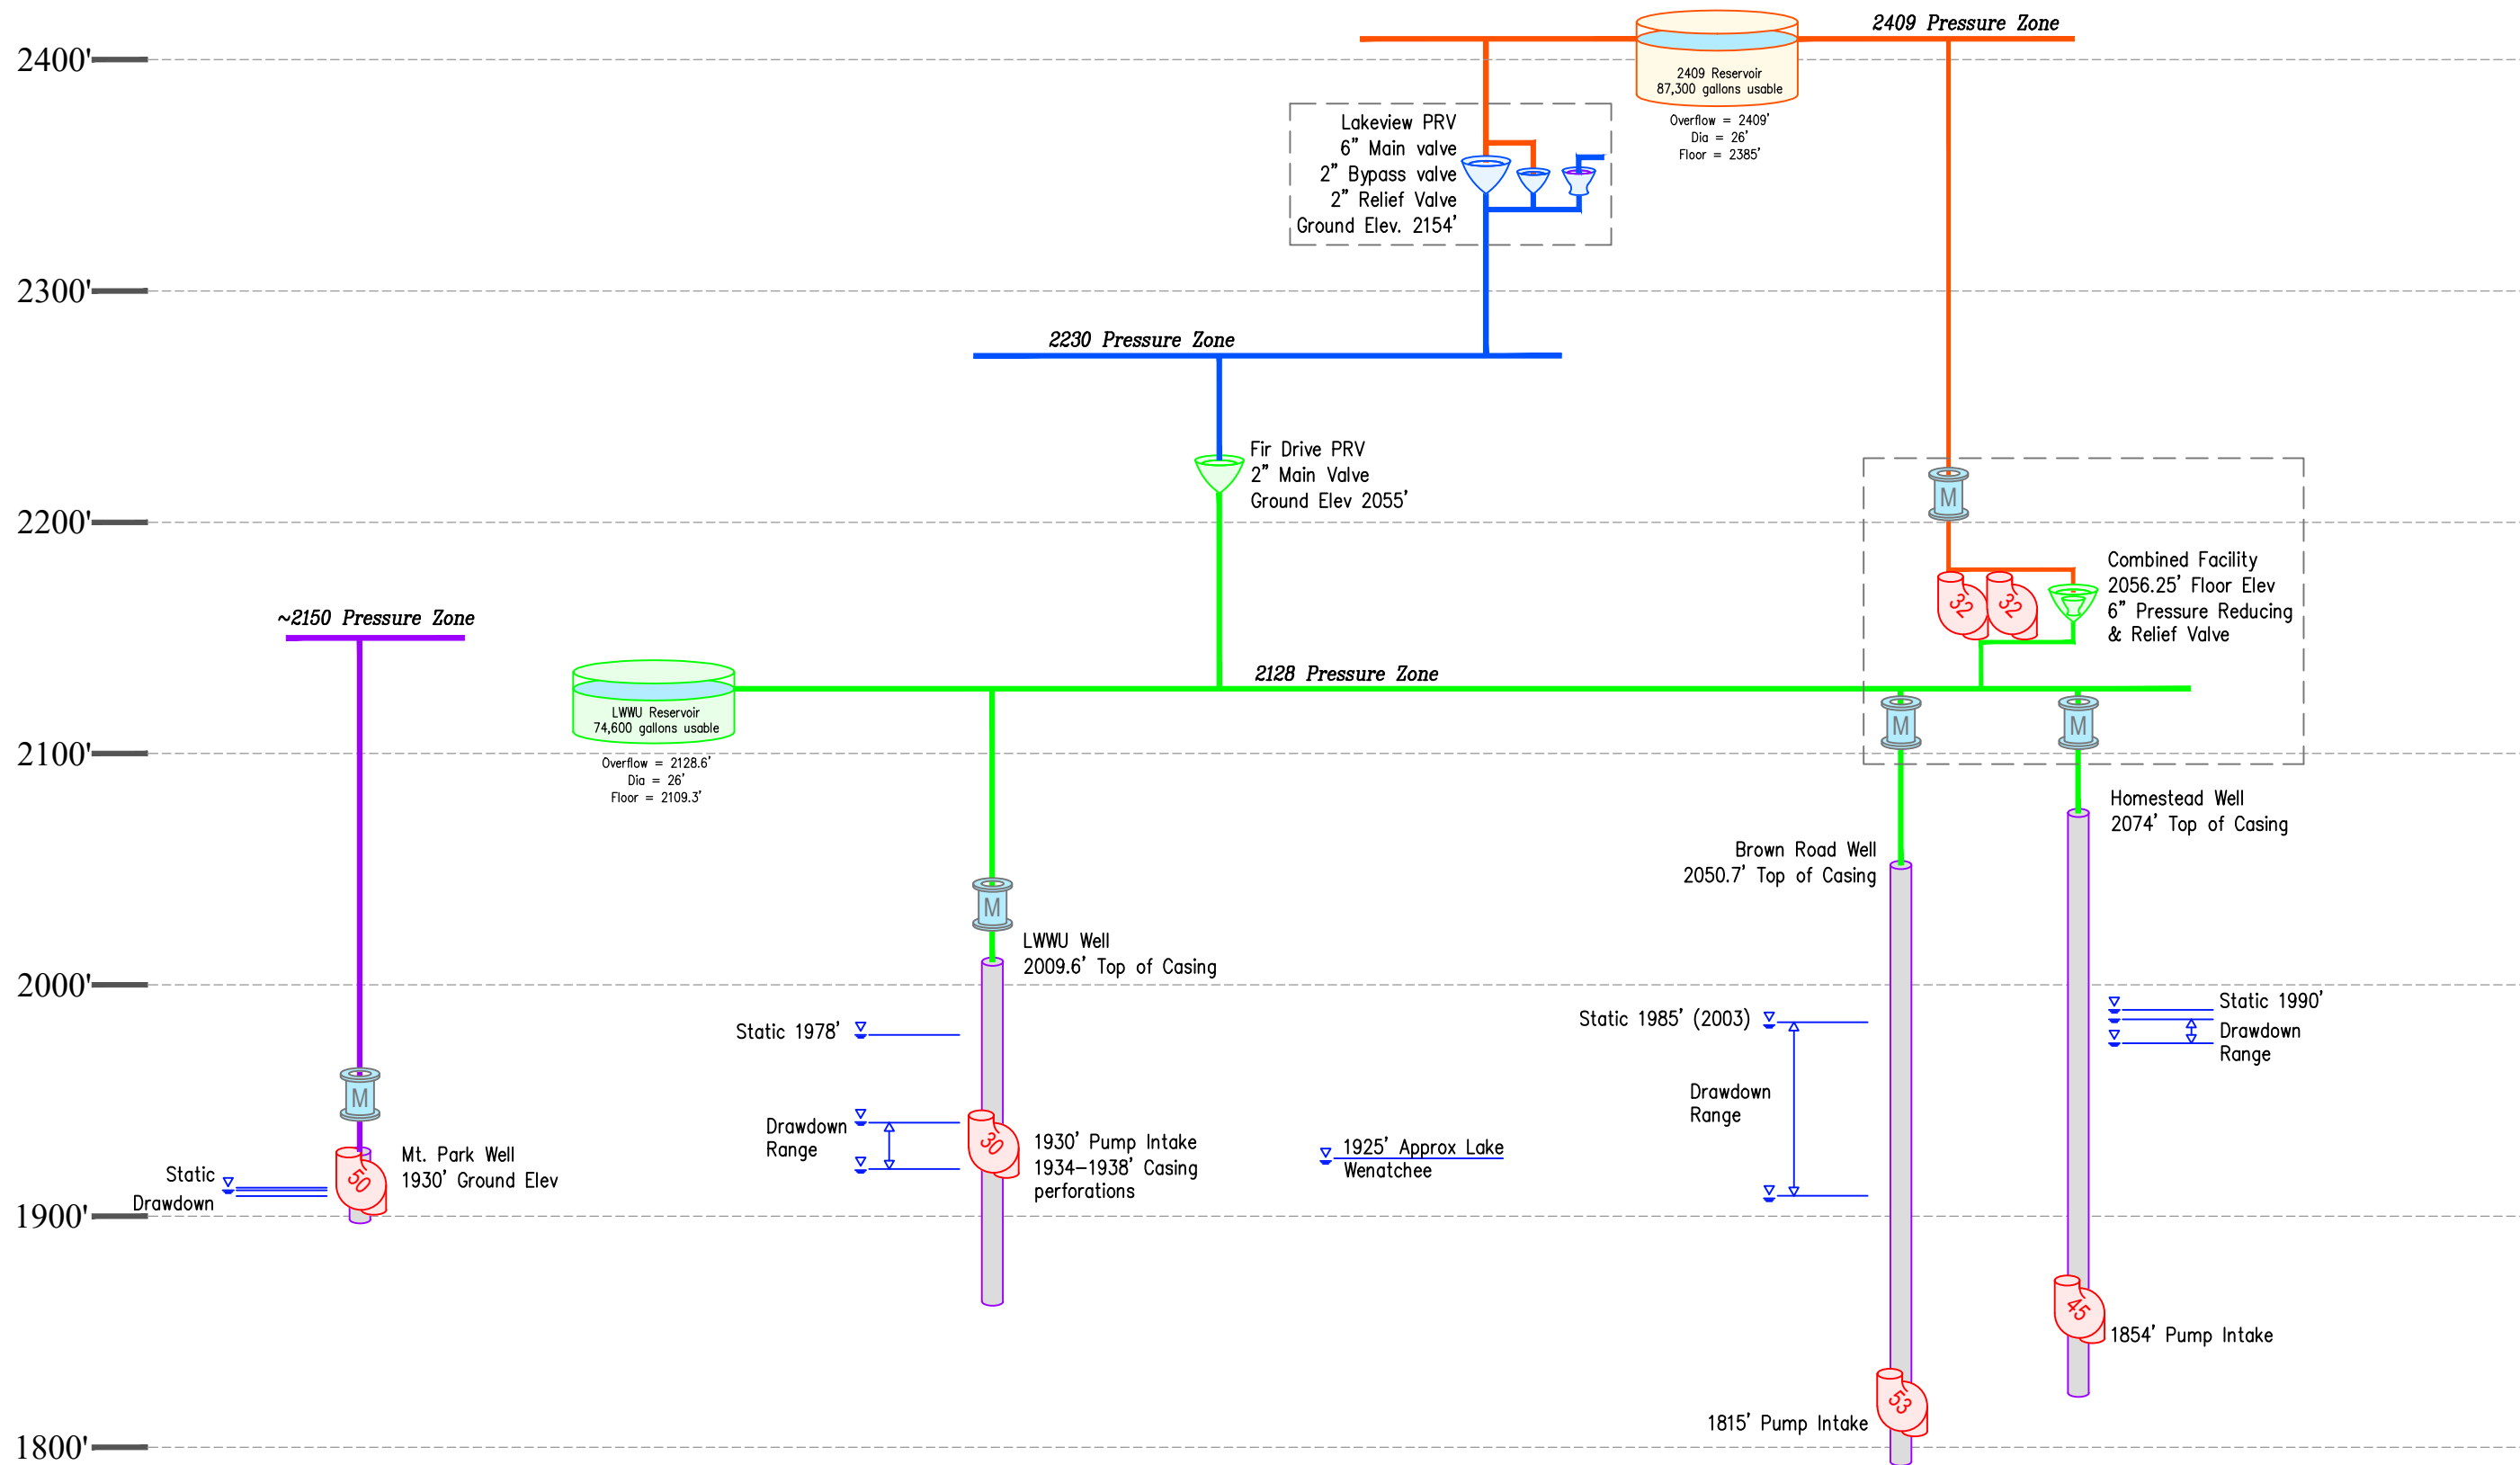 2409 Pressure Zone
2400'
2409 Reservoir
87,300 gallons usable
Overflow = 2409'
Dia = 26'
Floor = 2385'
Lakeview PRV
6" Main valve
2" Bypass valve
2" Relief Valve
Ground Elev. 2154'
2300'
2230 Pressure Zone
Fir Drive PRV
2" Main Valve
Ground Elev 2055'
M
2200'
Combined Facility
2056.25' Floor Elev
6" Pressure Reducing
& Relief Valve
32
32
~2150 Pressure Zone
2128 Pressure Zone
LWWU Reservoir
74,600 gallons usable
Overflow = 2128.6'
Dia = 26'
Floor = 2109.3'
M
M
2100'
Homestead Well
2074' Top of Casing
Brown Road Well
2050.7' Top of Casing
M
LWWU Well
2009.6' Top of Casing
2000'
Static 1978'
Static 1985' (2003)
Static 1990'
Drawdown
Range
Drawdown
Range
M
Drawdown
Range
30
1930' Pump Intake
1934-1938' Casing
perforations
1925' Approx Lake
Wenatchee
Mt. Park Well
1930' Ground Elev
50
Static
Drawdown
1900'
45
1854' Pump Intake
53
1815' Pump Intake
1800'